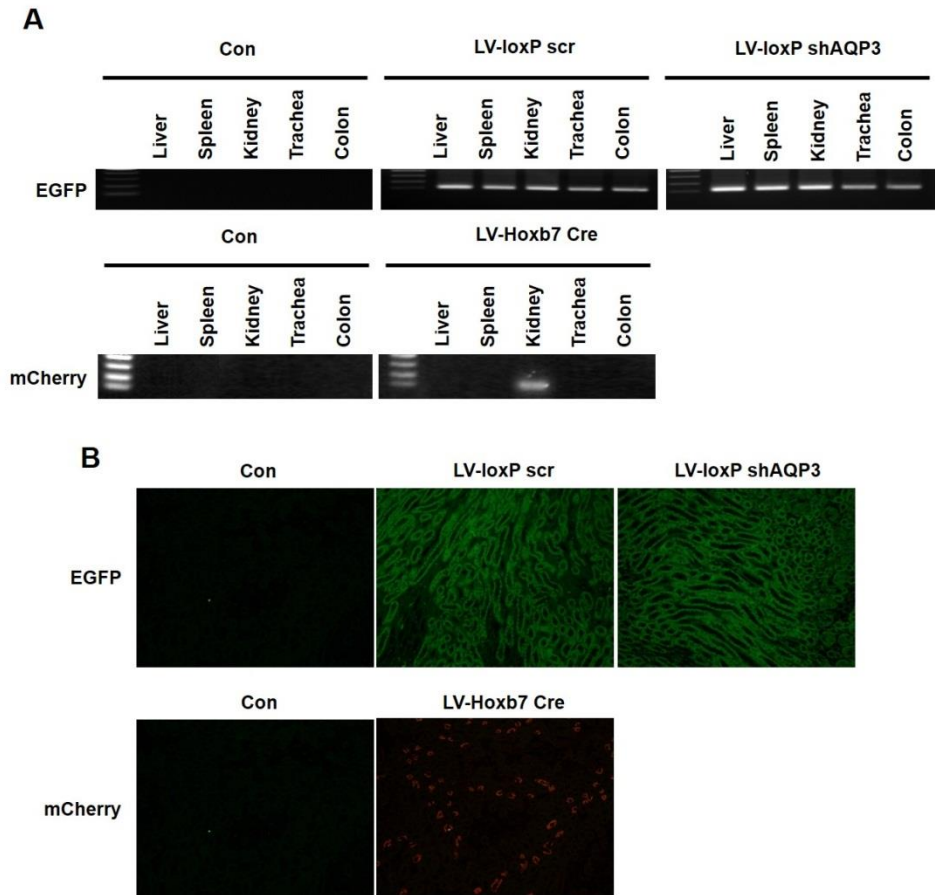 A
Con LV-loxP scr LV-loxP shAQP3
Liver Spleen Kidney Trachea Colon Liver Spleen Kidney Trachea Colon Liver Spleen Kidney Trachea Colon
EGFP
Con LV-Hoxb7 Cre
Liver Spleen Kidney Trachea Colon Liver Spleen Kidney Trachea Colon
mCherry
B
Con LV-loxP scr LV-loxP shAQP3
EGFP
Con LV-Hoxb7 Cre
mCherry